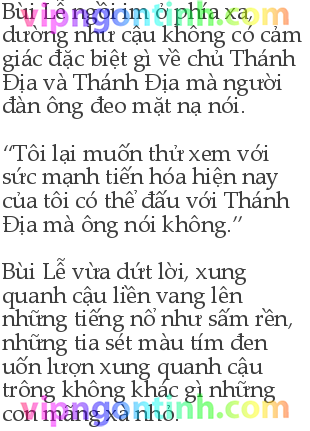 Bùi Lễ ngồi im ở phía xa,
dường như cậu không có cảm
giác đặc biệt gì về chủ Thánh
Địa và Thánh Địa mà người
đàn ông đeo mặt nạ nói.
“Tôi lại muốn thử xem với
sức mạnh tiến hóa hiện nay
của tôi có thể đấu với Thánh
Địa mà ông nói không.”
Bùi Lễ vừa dứt lời, xung
quanh cậu liền vang lên
những tiếng nổ như sấm rền,
những tia sét màu tím đen
uốn lượn xung quanh cậu
trông không khác gì những
con mãng xà nhỏ.
vipngontinh.com
vipngontinh.com